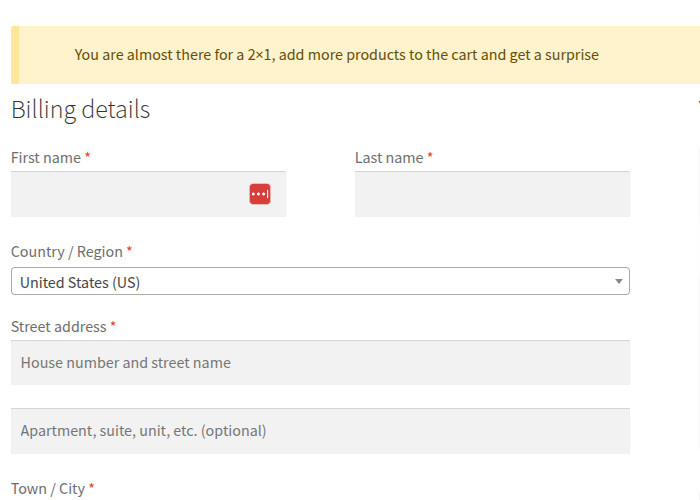 You are almost there for a 2×1, add more products to the cart and get a surprise
Billing details
First name *
Last name *
Country / Region *
United States (US)
Street address *
House number and street name
Apartment, suite, unit, etc. (optional)
Town / City *